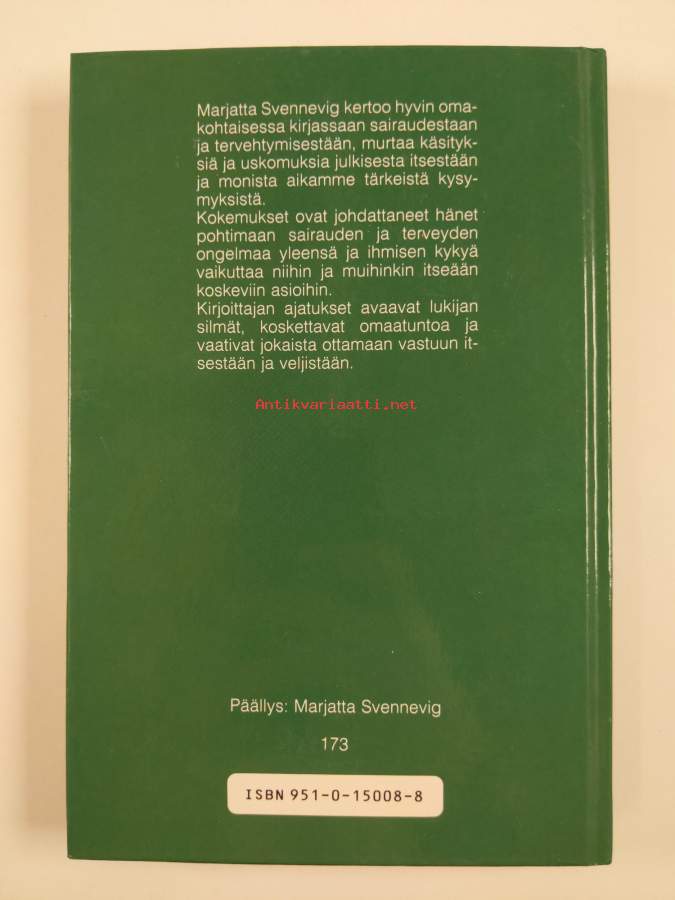 Marjatta Svennevig kertoo hyvin oma-
kohtaisessa kirjassaan sairaudestaan
ja tervehtymisestään, murtaa käsityk-
siä ja uskomuksia julkisesta itsestään
ja monista aikamme tärkeistä kysy-
myksistä.
Kokemukset ovat johdattaneet hänet
pohtimaan sairauden ja terveyden
ongelmaa yleensä ja ihmisen kykyä
vaikuttaa niihin ja muihinkin itseään
koskeviin asioihin.
Kirjoittajan ajatukset avaavat lukijan
silmät, koskettavat omaatuntoa ja
vaativat jokaista ottamaan vastuun it-
sestään ja veljistään.
Antikvariaatti.net
Päällys: Marjatta Svennevig
173
ISBN 951-0-15008-8